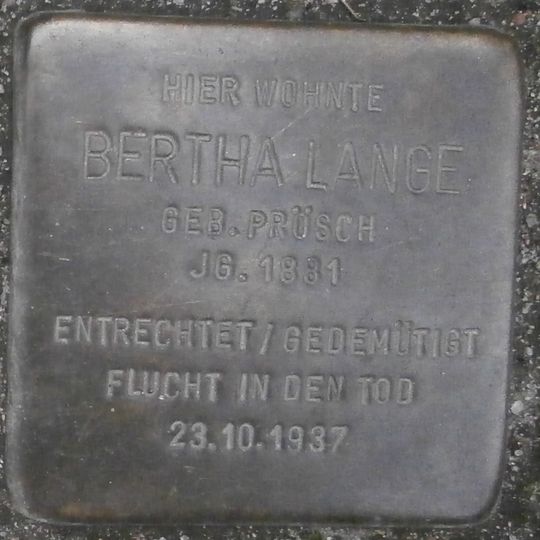 HIER WOHNTE
BERTHA LANGE
GEB. PRÜSCH
JG. 1881
ENTRECHTET / GEDEMÜTIGT
FLUCHT IN DEN TOD
23.10.1937